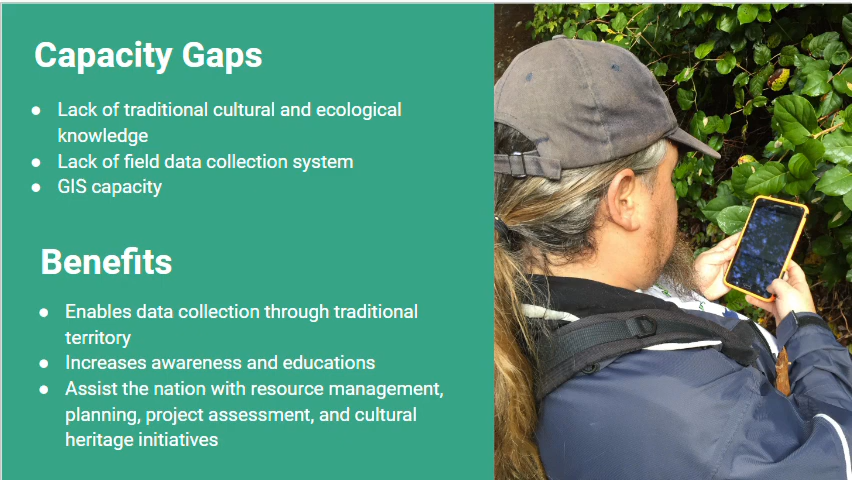 Capacity Gaps
● Lack of traditional cultural and ecological
knowledge
● Lack of field data collection system
● GIS capacity
Benefits
● Enables data collection through traditional
territory
● Increases awareness and educations
● Assist the nation with resource management,
planning, project assessment, and cultural
heritage initiatives